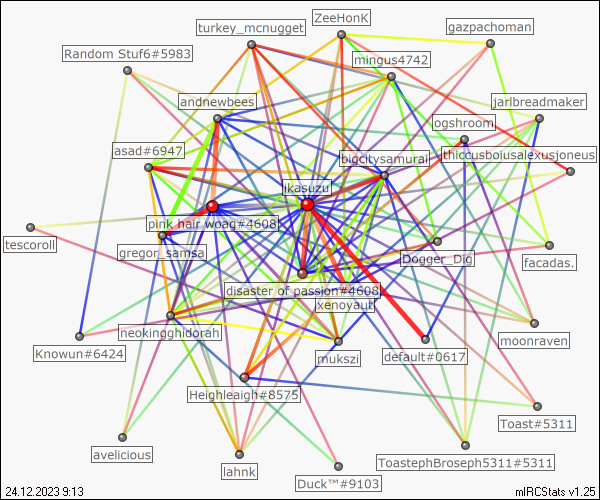 ZeeHonK
turkey_mcnugget
gazpachoman
Random Stuf6#5983
mingus4742
andnewbees
jarlbreadmaker
ogshroom
asad#6947
bigcitysamurai
thiccusboiusalexusjoneus
ikasuzu
pink hair woag#4608
tescoroll
gregor_samsa
Dogger_Dig
facadas.
disaster of passion#4608
xenoyaut
neokingghidorah
moonraven
Knowun#6424
mukszi
default#0617
Heighleaigh#8575
Toast#5311
avelicious
lahnk
ToastephBroseph5311#5311
Duck™#9103
24.12.2023 9:13
mIRCStats v1.25